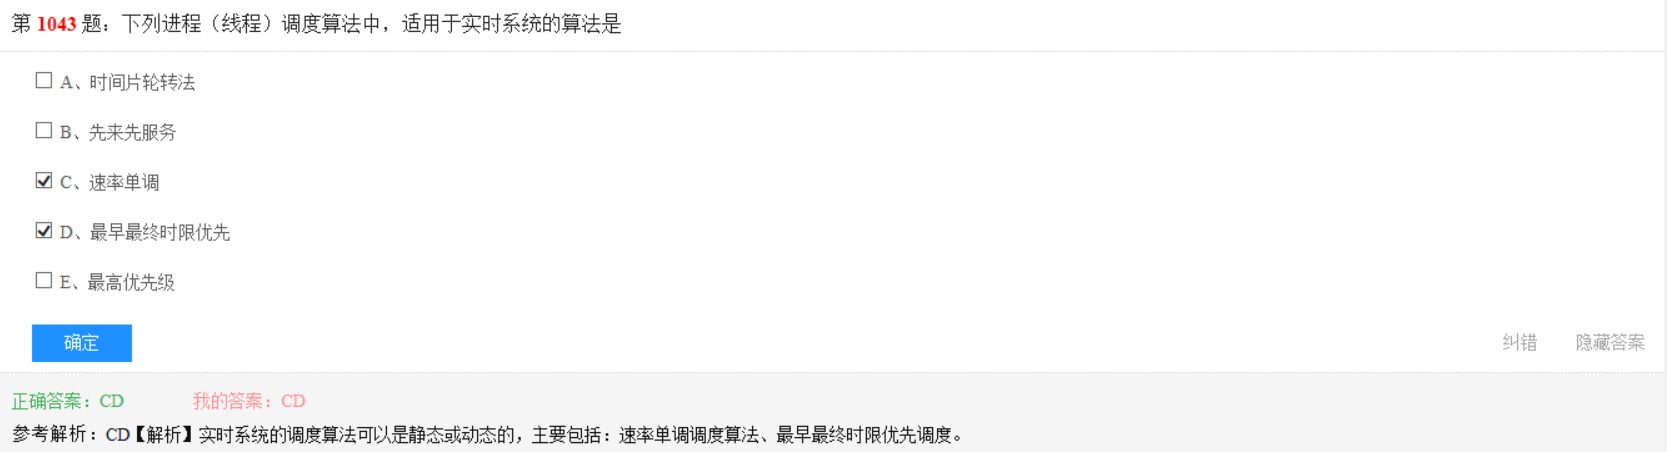 第 1043 题：下列进程（线程）调度算法中，适用于实时系统的算法是
A、时间片轮转法
B、先来先服务
C、速率单调
D、最早最终时限优先
E、最高优先级
确定
纠错 隐藏答案
正确答案：CD 我的答案：CD
参考解析：CD【解析】实时系统的调度算法可以是静态或动态的，主要包括：速率单调调度算法、最早最终时限优先调度。